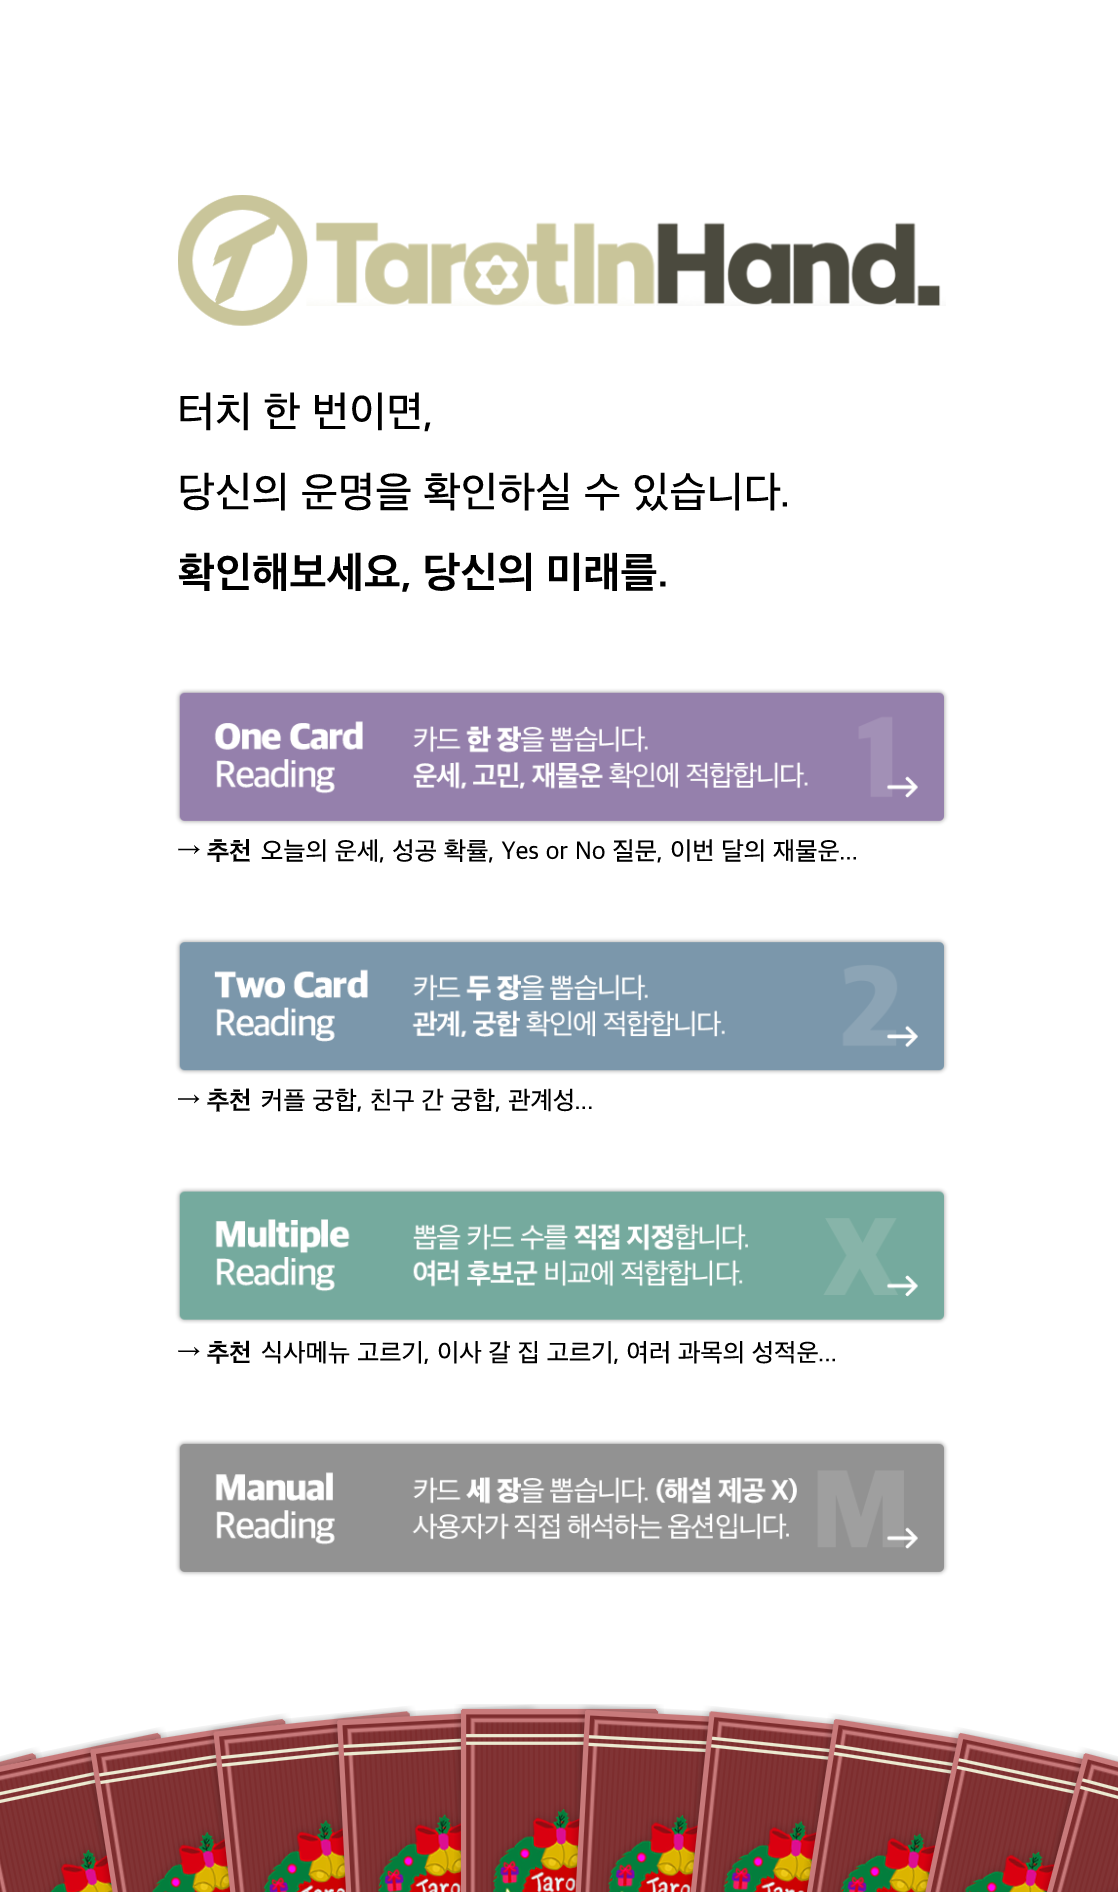 TarotInHand.
터치 한 번이면,
당신의 운명을 확인하실 수 있습니다.
확인해보세요, 당신의 미래를.
One Card
Reading
카드 한 장을 뽑습니다.
운세, 고민, 재물운 확인에 적합합니다.
1
→ 추천 오늘의 운세, 성공 확률, Yes or No 질문, 이번 달의 재물운...
Two Card
Reading
카드 두 장을 뽑습니다.
관계, 궁합 확인에 적합합니다.
2
→ 추천 커플 궁합, 친구 간 궁합, 관계성...
Multiple
Reading
뽑을 카드 수를 직접 지정합니다.
여러 후보군 비교에 적합합니다.
X
→ 추천 식사메뉴 고르기, 이사 갈 집 고르기, 여러 과목의 성적운...
Manual
Reading
카드 세 장을 뽑습니다. (해설 제공 X)
사용자가 직접 해석하는 옵션입니다.
M
Taro
Taro
Taro
Taro
Taro
Taro